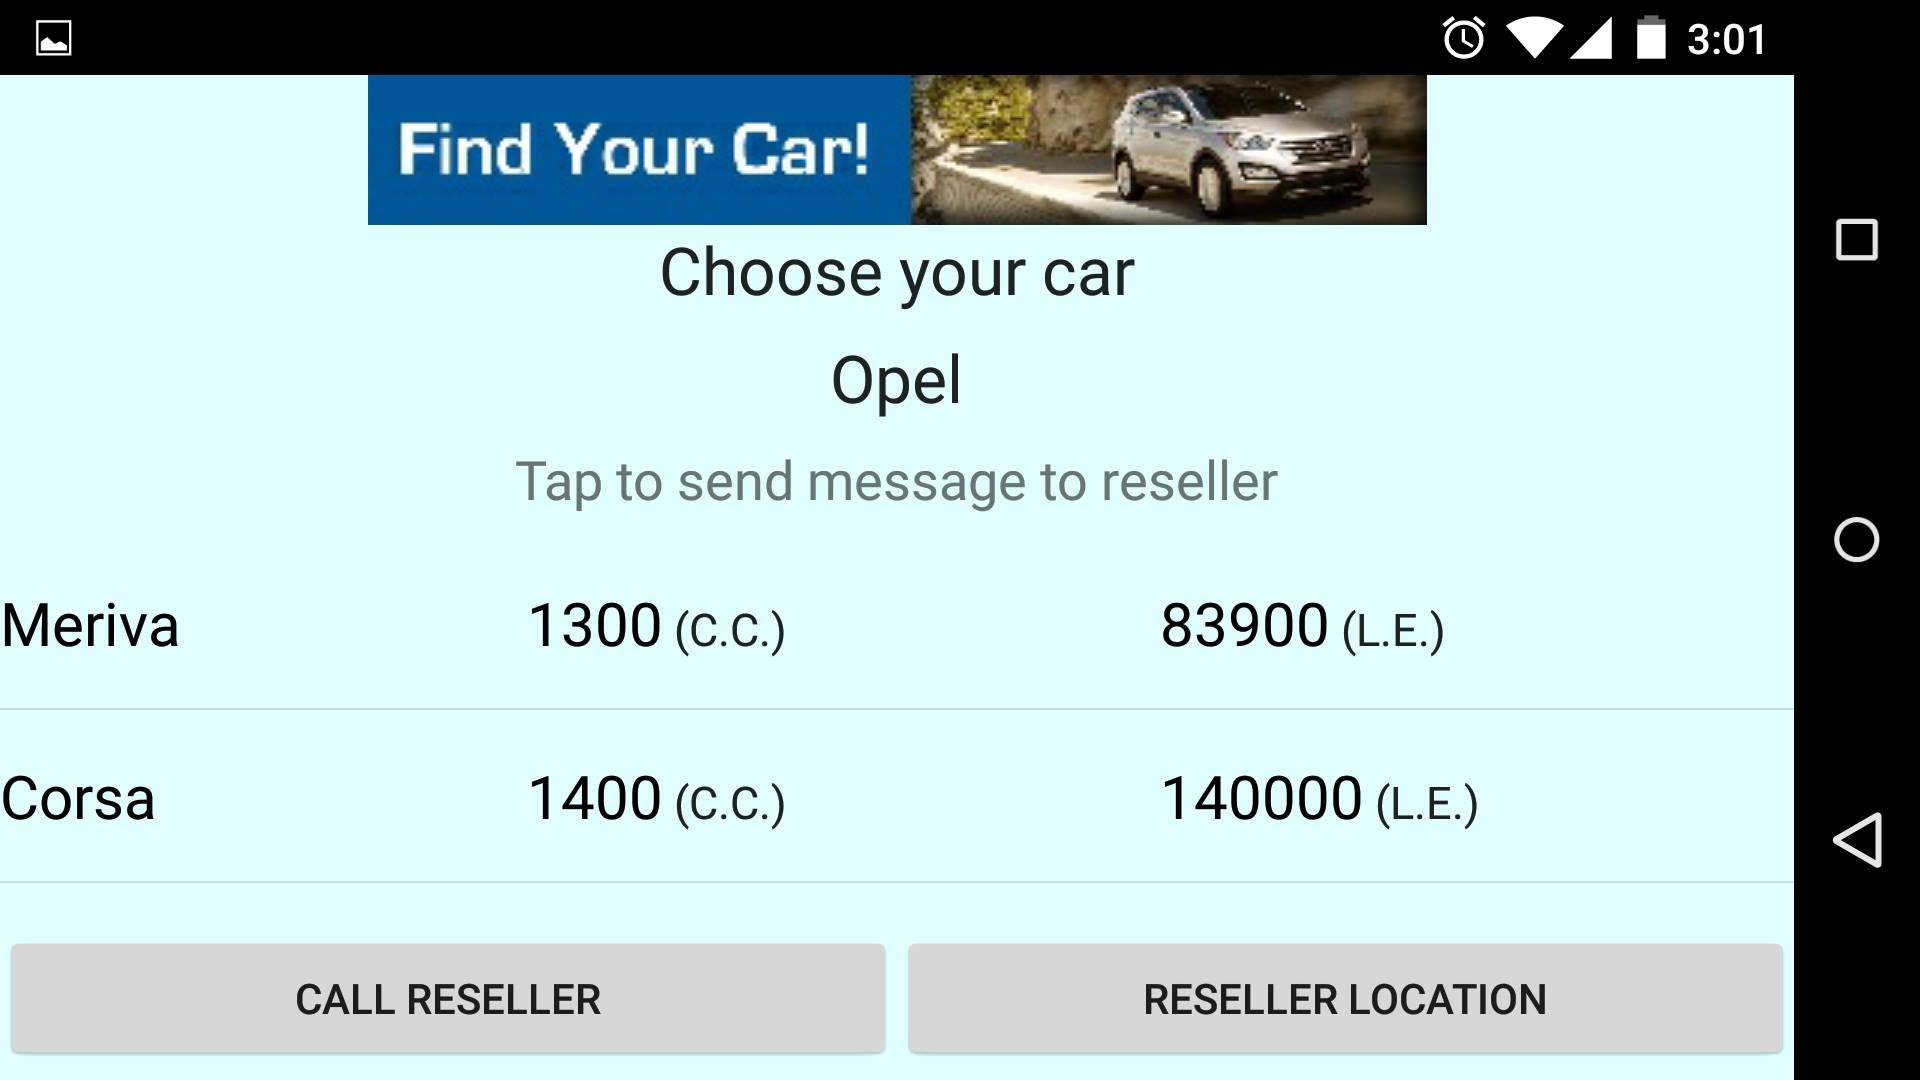 3:01
Find Your Car!
Choose your car
Opel
Tap to send message to reseller
Meriva 1300 (C.C.) 83900 (L.E.)
Corsa 1400 (C.C.) 140000 (L.E.)
CALL RESELLER RESELLER LOCATION